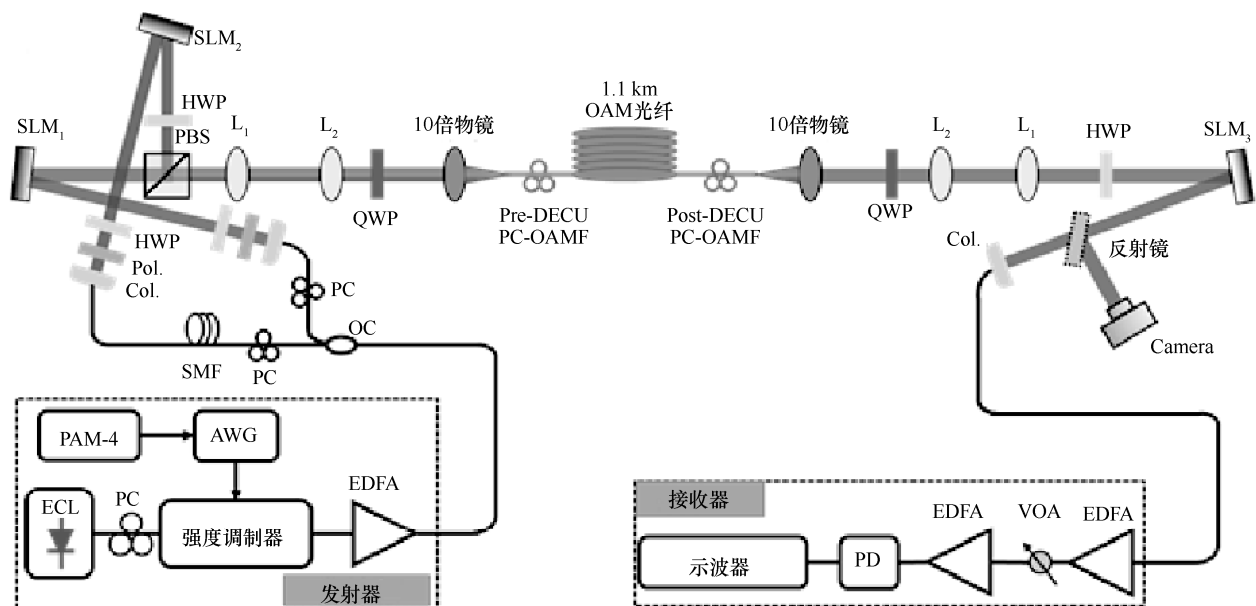 SLM₂
HWP
PBS
SLM₁
L₁
L₂
QWP
10倍物镜
1.1 km
OAM光纤
Pre-DECU
PC-OAMF
Post-DECU
PC-OAMF
10倍物镜
QWP
L₂
L₁
HWP
SLM₃
HWP
Pol.
Col.
PC
OC
SMF
PC
Col.
反射镜
Camera
PAM-4
AWG
ECL
PC
强度调制器
EDFA
发射器
接收器
示波器
PD
EDFA
VOA
EDFA